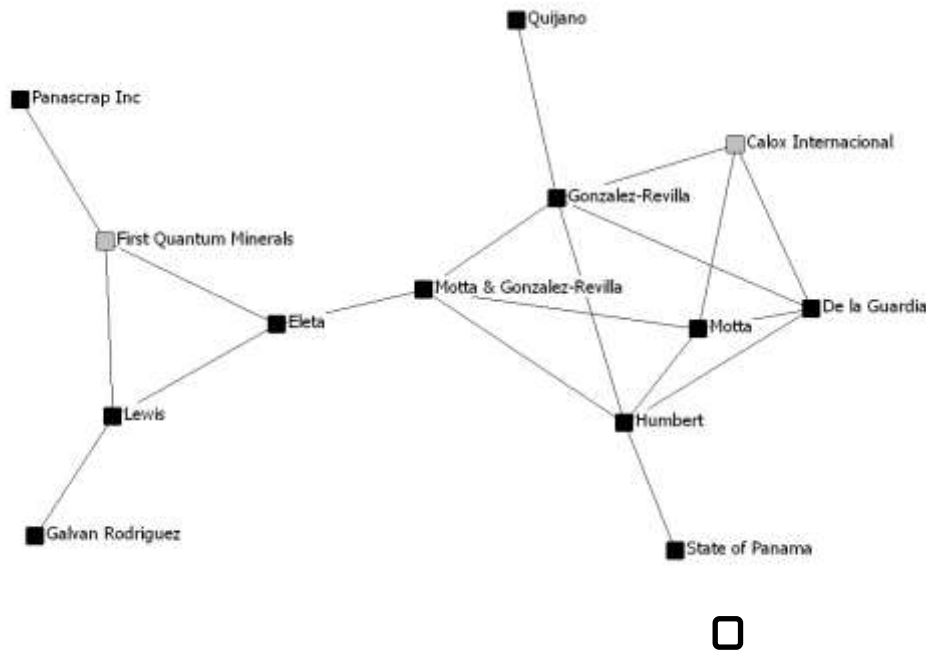 Quijano
Panascrap Inc
Calox Internacional
Gonzalez-Revilla
First Quantum Minerals
Motta & Gonzalez-Revilla
De la Guardia
Eleta
Motta
Lewis
Humbert
Galvan Rodriguez
State of Panama